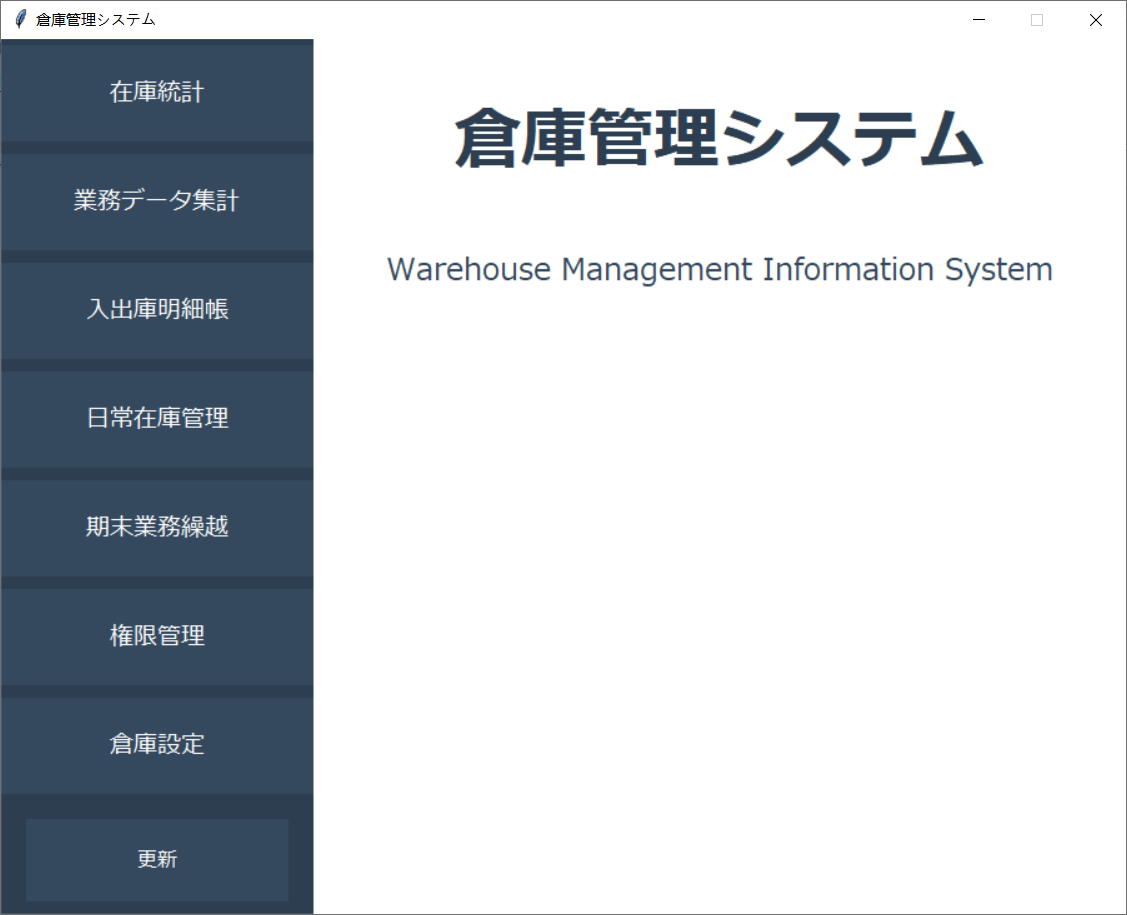 倉庫管理システム
在庫統計
業務データ集計
入出庫明細帳
日常在庫管理
期末業務繰越
権限管理
倉庫設定
更新
倉庫管理システム
Warehouse Management Information System